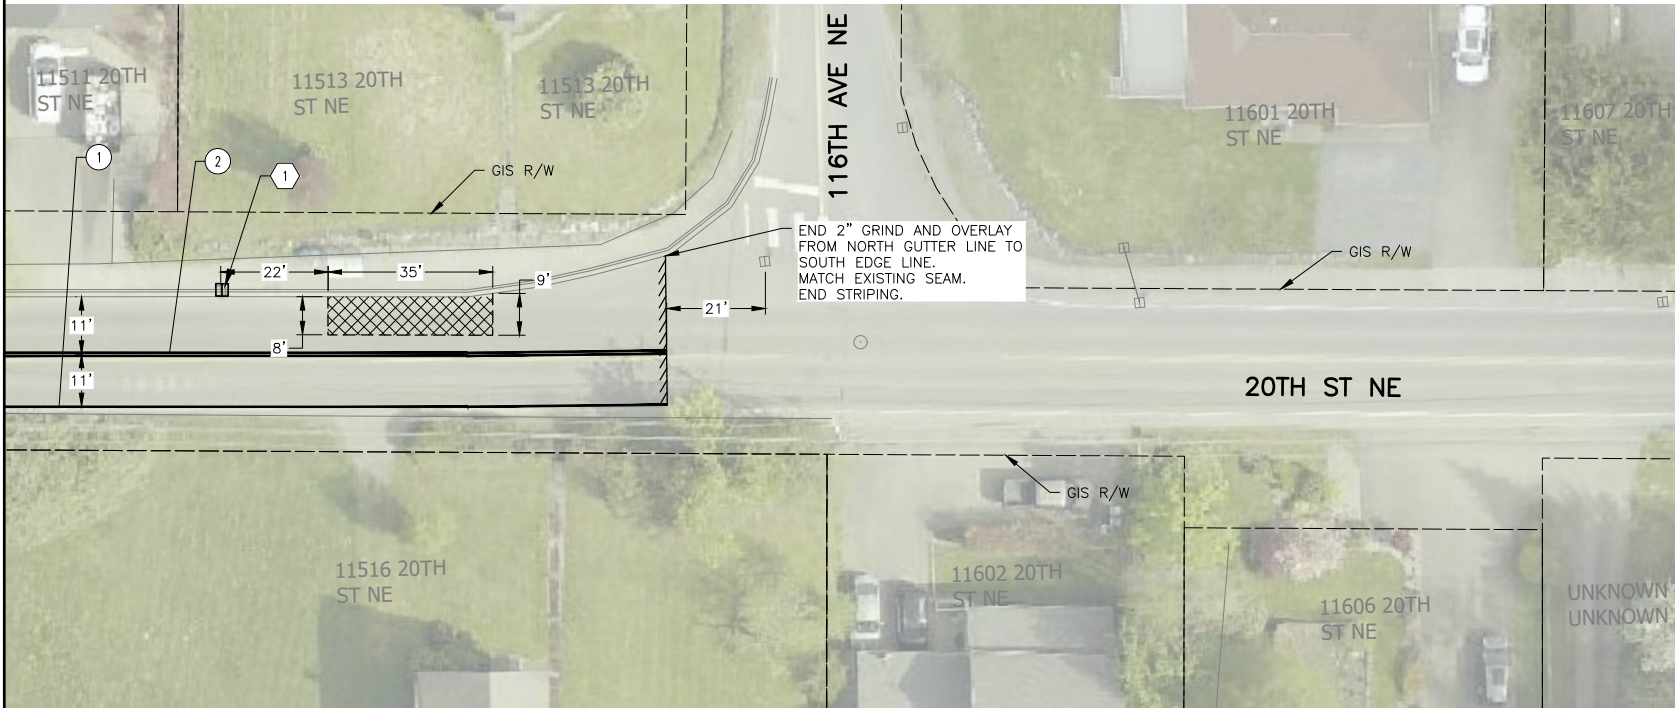 116TH AVE NE
11511 20TH
ST NE
11513 20TH
ST NE
11513 20TH
ST NE
11601 20TH
ST NE
11607 20TH
ST NE
1
2
1
GIS R/W
END 2" GRIND AND OVERLAY
FROM NORTH GUTTER LINE TO
SOUTH EDGE LINE.
MATCH EXISTING SEAM.
END STRIPING.
GIS R/W
22'
35'
9'
21'
11'
8'
11'
20TH ST NE
GIS R/W
11516 20TH
ST NE
11602 20TH
ST NE
11606 20TH
ST NE
UNKNOWN
UNKNOWN